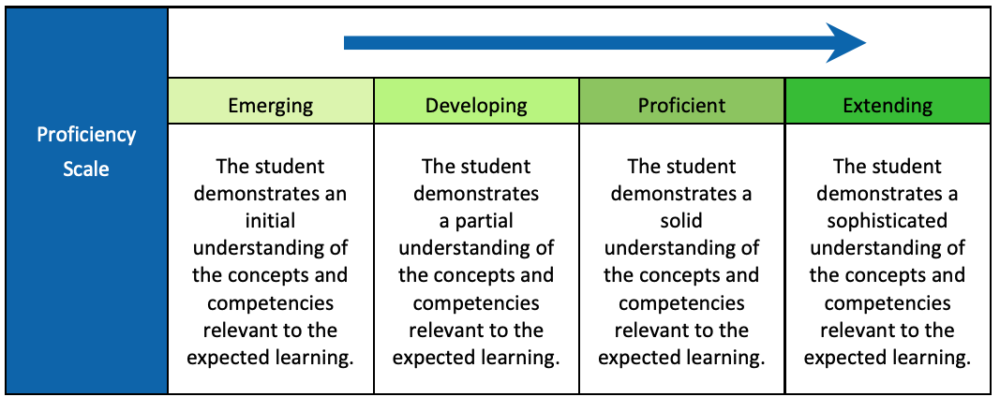 Proficiency
Scale
Emerging
Developing
Proficient
Extending
The student
demonstrates an
initial
understanding of
the concepts and
competencies
relevant to the
expected learning.
The student
demonstrates
a partial
understanding of
the concepts and
competencies
relevant to the
expected learning.
The student
demonstrates a
solid
understanding of
the concepts and
competencies
relevant to the
expected learning.
The student
demonstrates a
sophisticated
understanding of
the concepts and
competencies
relevant to the
expected learning.